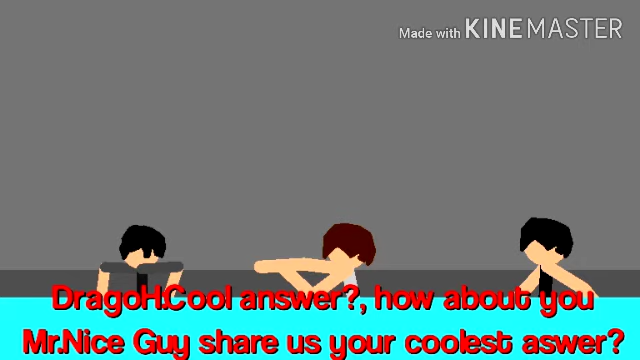 Made with KINEMASTER
DragoH:Cool answer?, how about you
Mr.Nice Guy share us your coolest aswer?